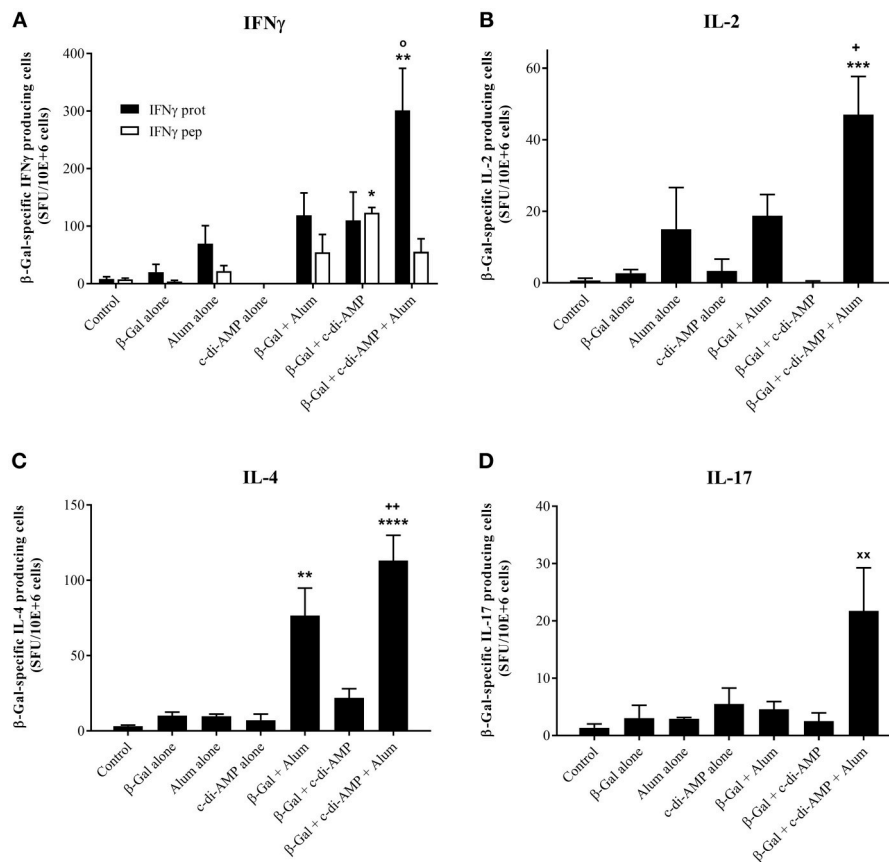 A
IFNγ
β-Gal-specific IFNγ producing cells
(SFU/10E+6 cells)
400
300
200
100
0
IFNγ prot
IFNγ pep
*
o
**
Control
β-Gal alone
Alum alone
c-di-AMP alone
β-Gal + Alum
β-Gal + c-di-AMP
β-Gal + c-di-AMP + Alum
B
IL-2
β-Gal-specific IL-2 producing cells
(SFU/10E+6 cells)
60
40
20
0
+
***
Control
β-Gal alone
Alum alone
c-di-AMP alone
β-Gal + Alum
β-Gal + c-di-AMP
β-Gal + c-di-AMP + Alum
C
IL-4
β-Gal-specific IL-4 producing cells
(SFU/10E+6 cells)
150
100
50
0
**
++
****
Control
β-Gal alone
Alum alone
c-di-AMP alone
β-Gal + Alum
β-Gal + c-di-AMP
β-Gal + c-di-AMP + Alum
D
IL-17
β-Gal-specific IL-17 producing cells
(SFU/10E+6 cells)
40
30
20
10
0
xx
Control
β-Gal alone
Alum alone
c-di-AMP alone
β-Gal + Alum
β-Gal + c-di-AMP
β-Gal + c-di-AMP + Alum